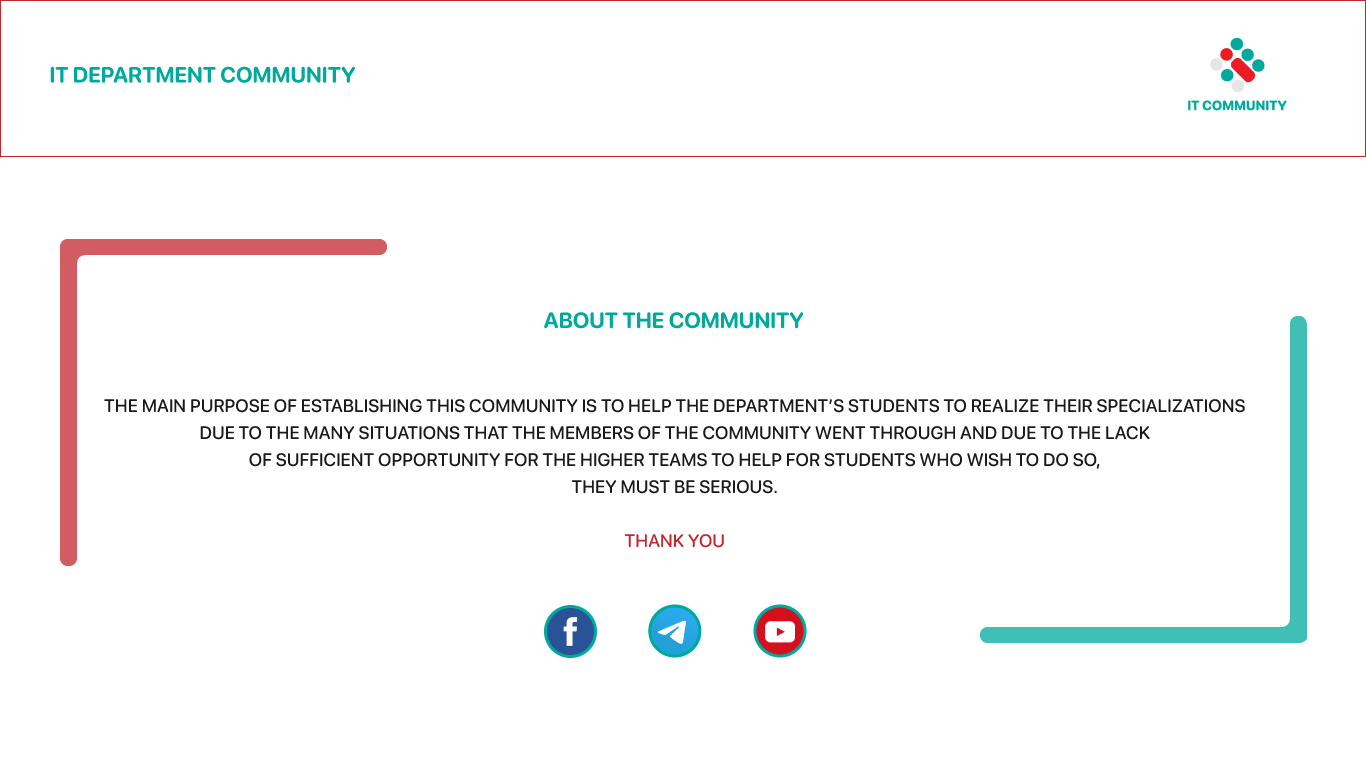 IT DEPARTMENT COMMUNITY
IT COMMUNITY
ABOUT THE COMMUNITY
THE MAIN PURPOSE OF ESTABLISHING THIS COMMUNITY IS TO HELP THE DEPARTMENT’S STUDENTS TO REALIZE THEIR SPECIALIZATIONS
DUE TO THE MANY SITUATIONS THAT THE MEMBERS OF THE COMMUNITY WENT THROUGH AND DUE TO THE LACK
OF SUFFICIENT OPPORTUNITY FOR THE HIGHER TEAMS TO HELP FOR STUDENTS WHO WISH TO DO SO,
THEY MUST BE SERIOUS.
THANK YOU